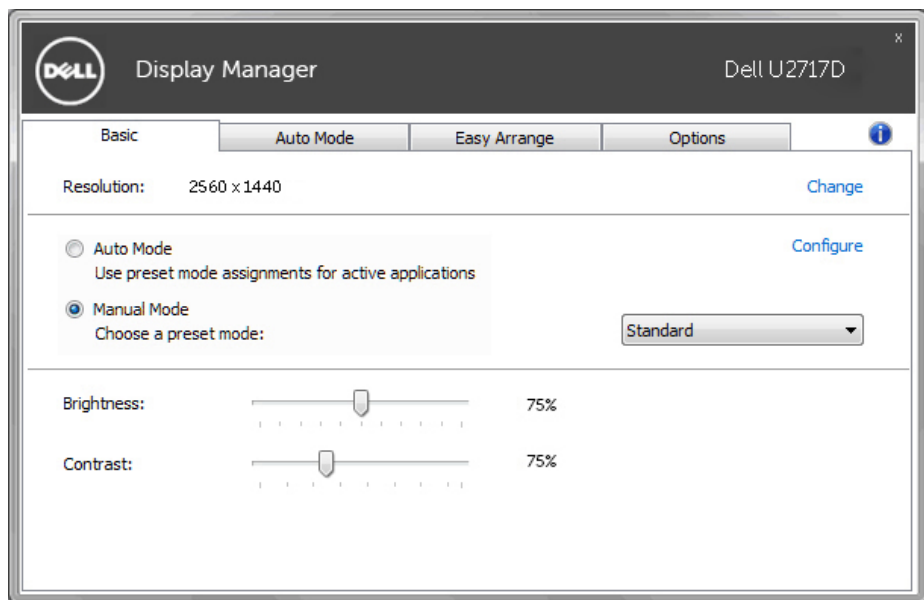 x
DELL Display Manager Dell U2717D
Basic Auto Mode Easy Arrange Options i
Resolution: 2560 x 1440 Change
Auto Mode Configure
Use preset mode assignments for active applications
Manual Mode
Choose a preset mode: Standard
Brightness: 75%
Contrast: 75%